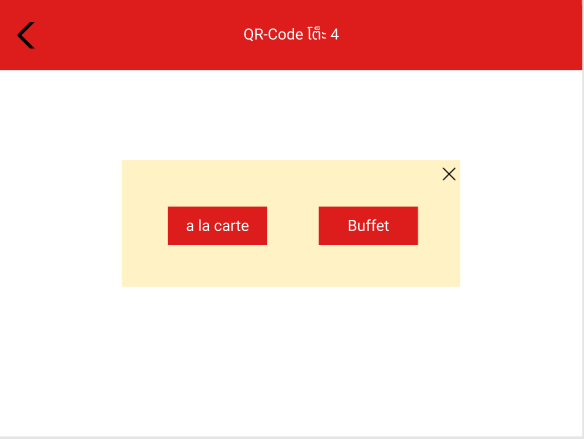 QR-Code โต๊ะ 4
a la carte
Buffet